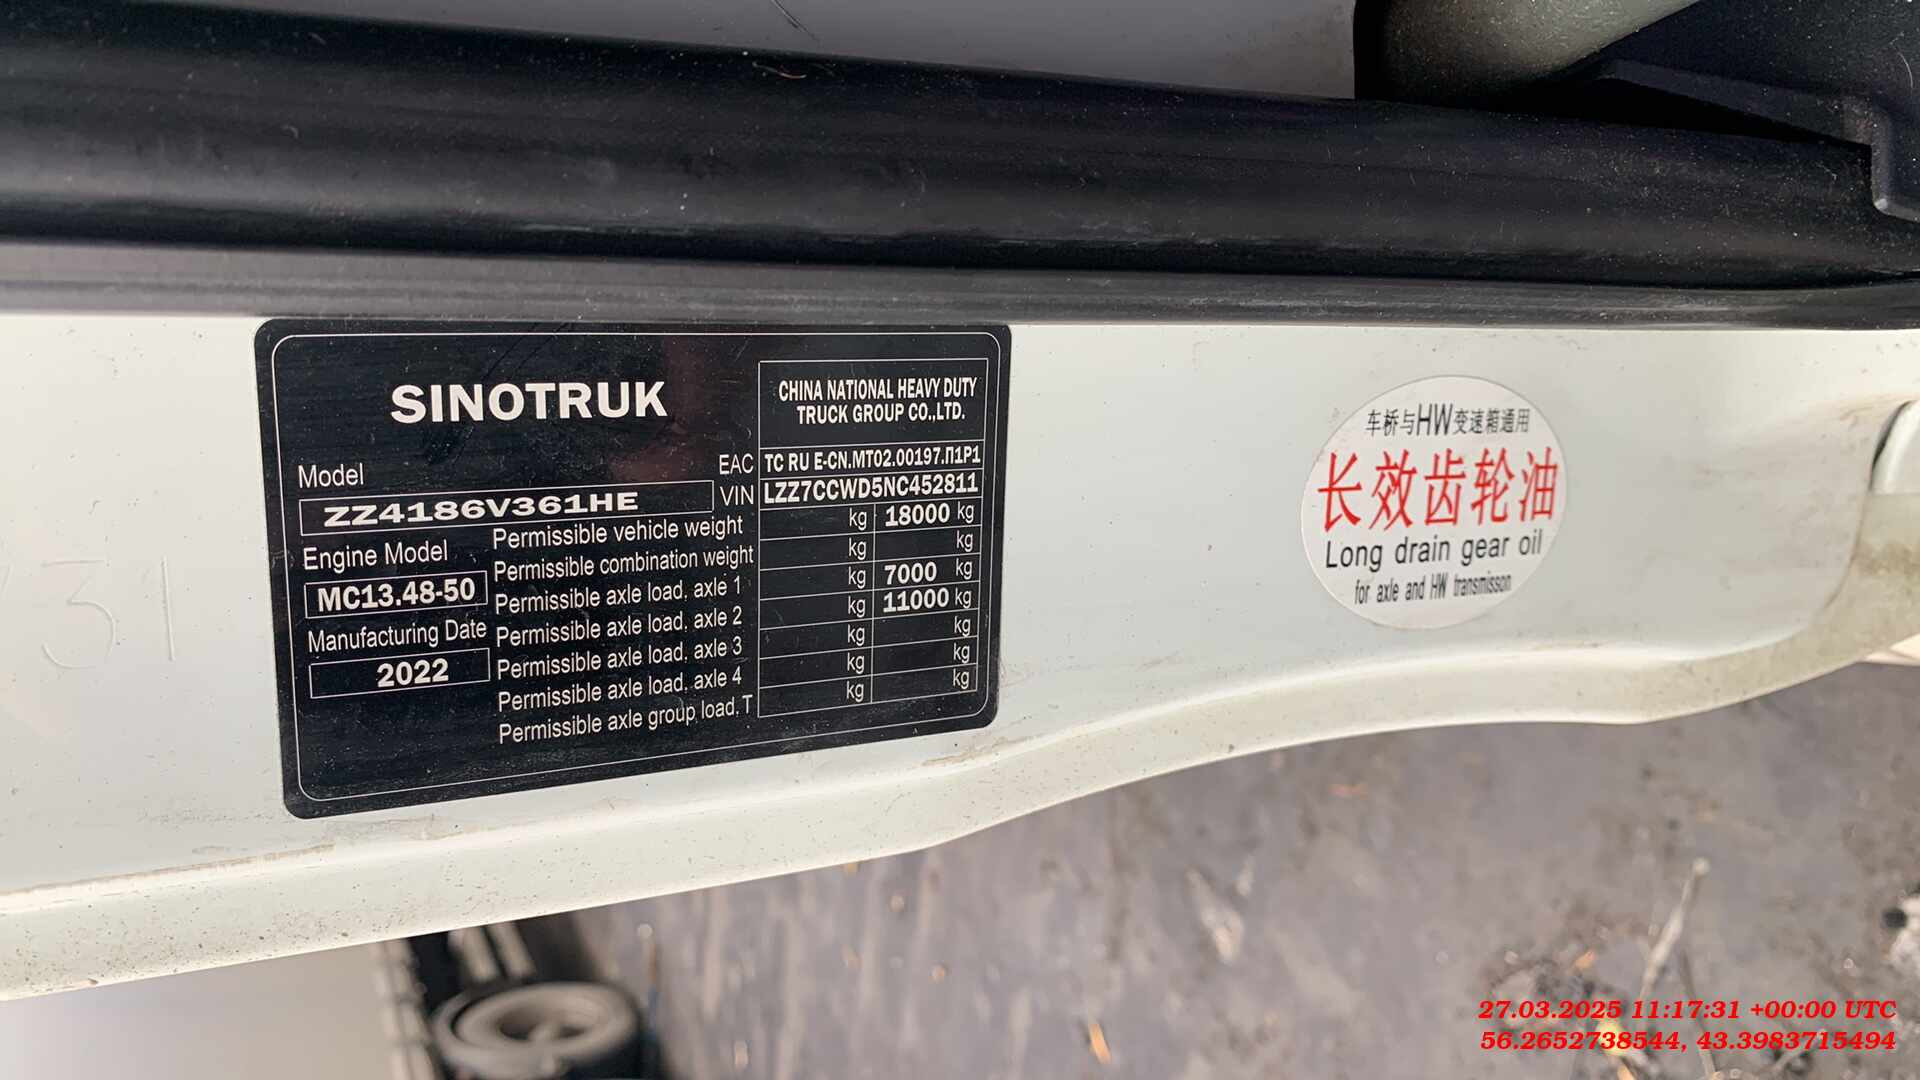 SINOTRUK
CHINA NATIONAL HEAVY DUTY
TRUCK GROUP CO.,LTD.
Model
EAC TC RU E-CN.MT02.00197.П1P1
ZZ4186V361HE
VIN LZZ7CCWD5NC452811
Permissible vehicle weight kg 18000 kg
Engine Model
Permissible combination weight kg kg
MC13.48-50
Permissible axle load, axle 1 kg 7000 kg
Manufacturing Date
Permissible axle load, axle 2 kg 11000 kg
2022
Permissible axle load, axle 3 kg kg
Permissible axle load, axle 4 kg kg
Permissible axle group load,T kg kg
车桥与HW变速箱通用
长效齿轮油
Long drain gear oil
for axle and HW transmisson
31
27.03.2025 11:17:31 +00:00 UTC
56.2652738544, 43.3983715494